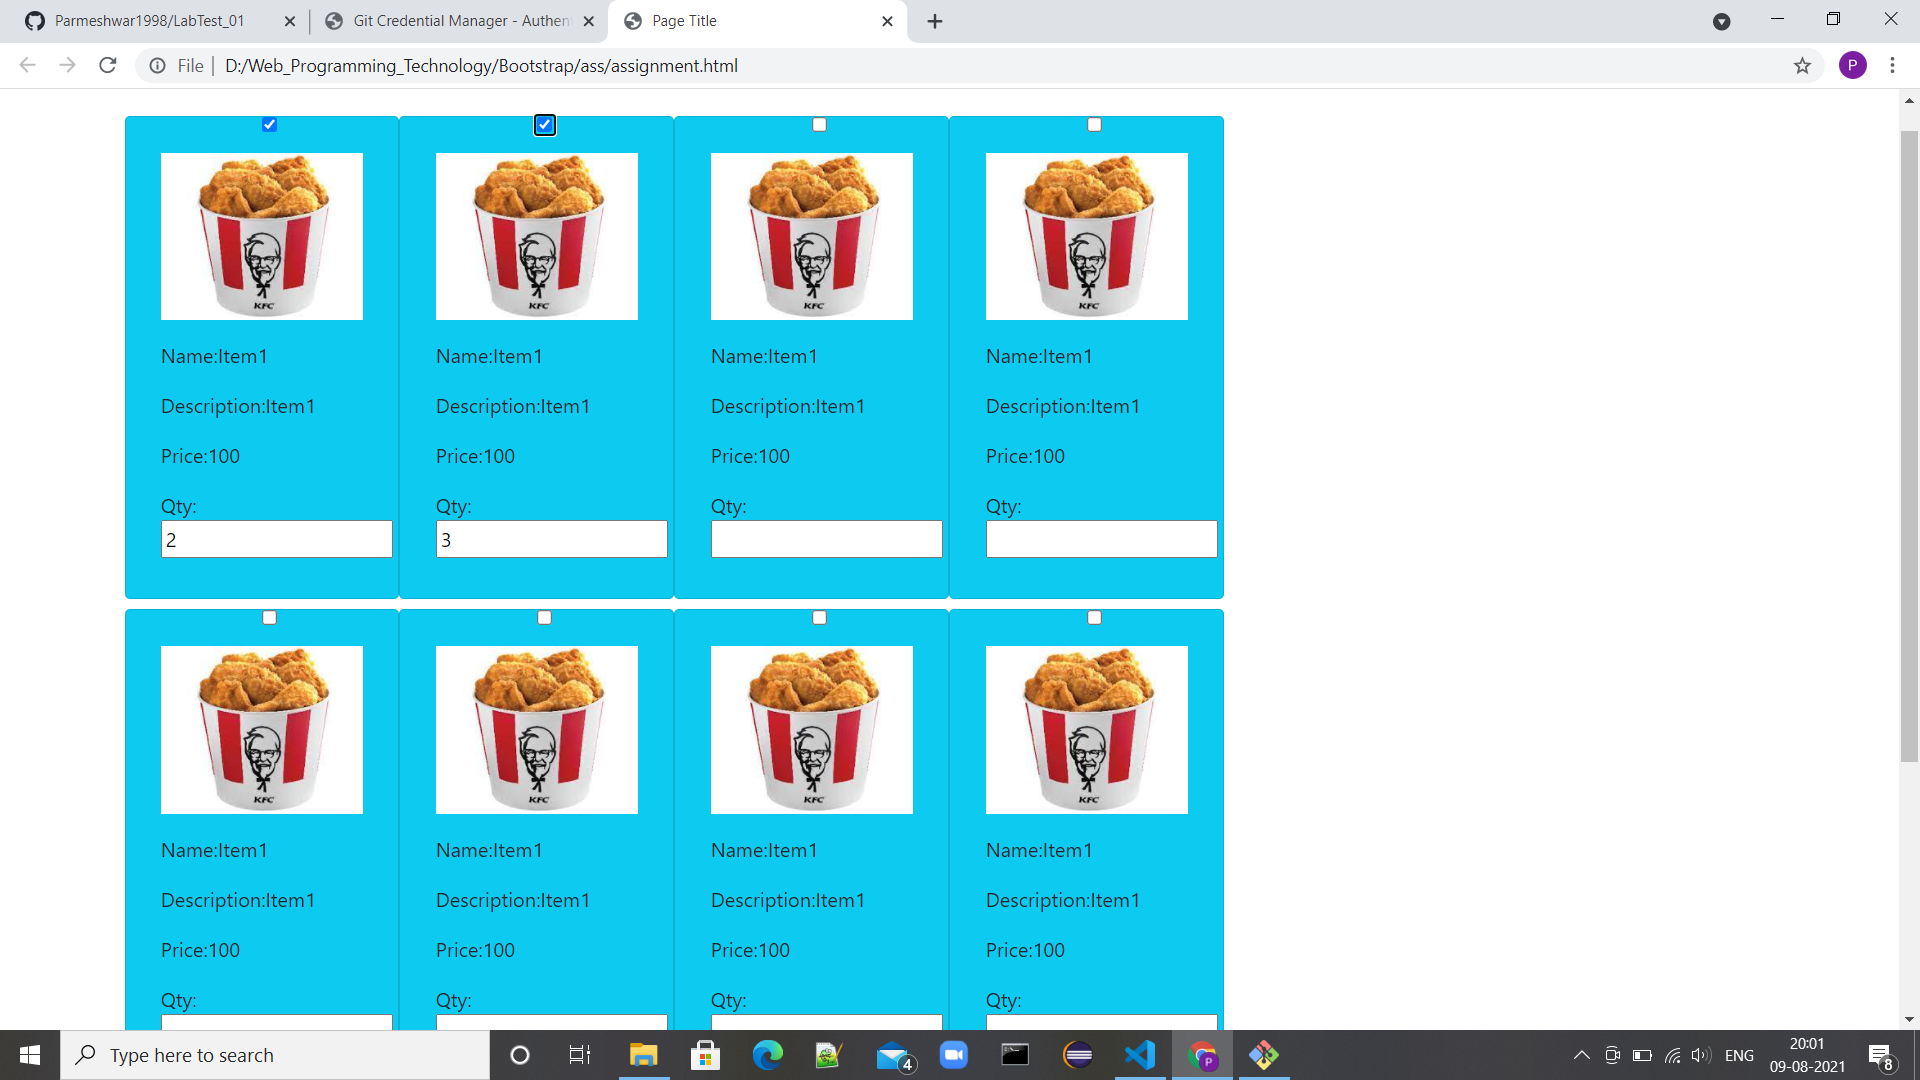 Parmeshwar1998/LabTest_01
Git Credential Manager - Authen
Page Title
File
D:/Web_Programming_Technology/Bootstrap/ass/assignment.html
P
KFC KFC KFC KFC
Name:Item1 Name:Item1 Name:Item1 Name:Item1
Description:Item1 Description:Item1 Description:Item1 Description:Item1
Price:100 Price:100 Price:100 Price:100
Qty: Qty: Qty: Qty:
2 3
KFC KFC KFC KFC
Name:Item1 Name:Item1 Name:Item1 Name:Item1
Description:Item1 Description:Item1 Description:Item1 Description:Item1
Price:100 Price:100 Price:100 Price:100
Qty: Qty: Qty: Qty:
Type here to search
4
P
ENG
20:01
09-08-2021
8